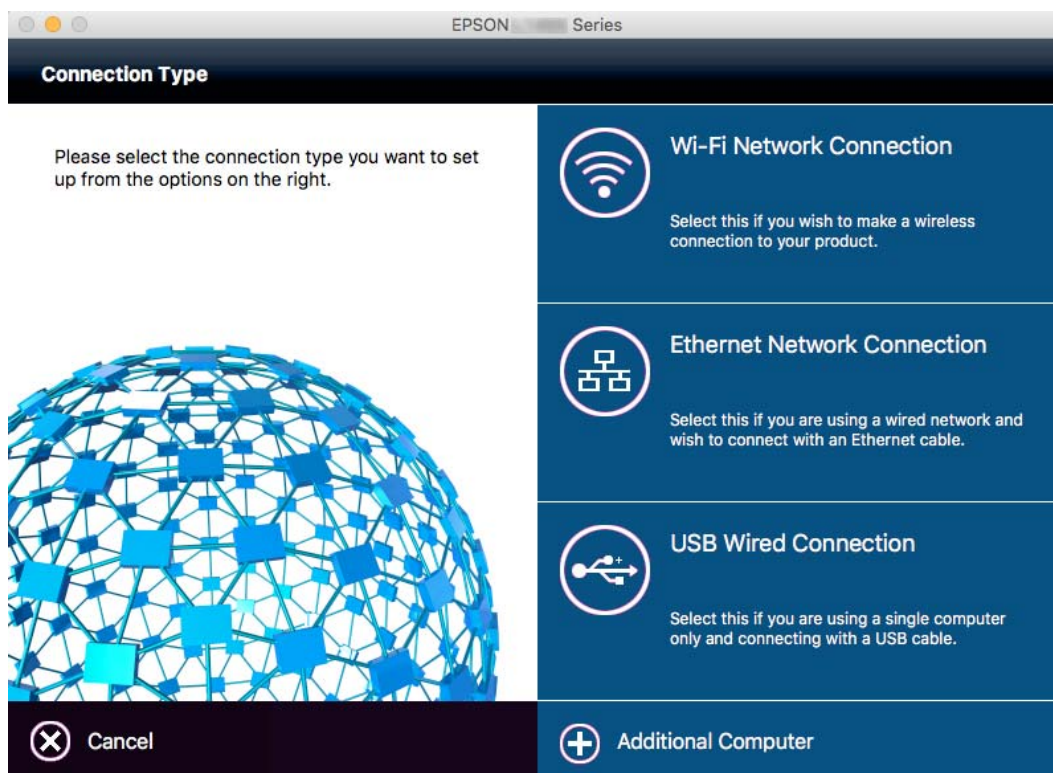 EPSON Series
Connection Type
Please select the connection type you want to set
up from the options on the right.
Wi-Fi Network Connection
Select this if you wish to make a wireless
connection to your product.
Ethernet Network Connection
Select this if you are using a wired network and
wish to connect with an Ethernet cable.
USB Wired Connection
Select this if you are using a single computer
only and connecting with a USB cable.
Cancel
Additional Computer